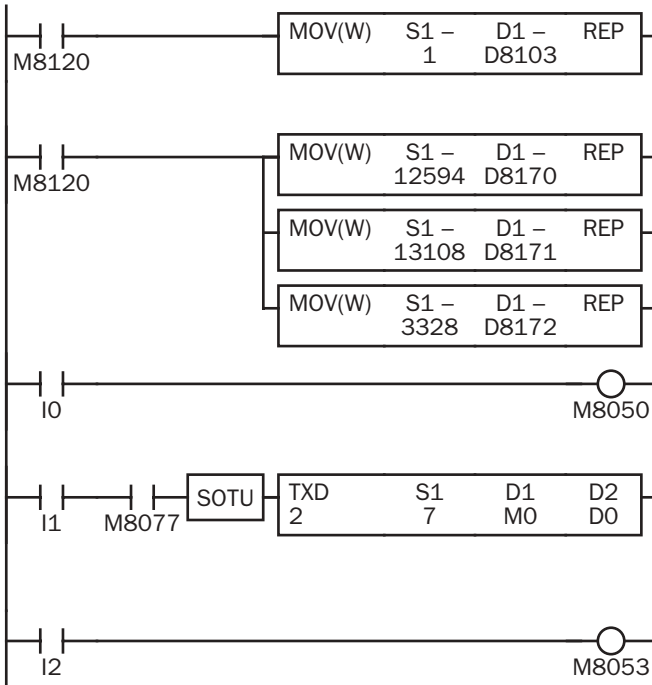 MOV(W) S1 – D1 – REP
1 D8103
M8120
MOV(W) S1 – D1 – REP
12594 D8170
M8120
MOV(W) S1 – D1 – REP
13108 D8171
MOV(W) S1 – D1 – REP
3328 D8172
I0 M8050
SOTU TXD S1 D1 D2
2 7 M0 D0
I1 M8077
I2 M8053